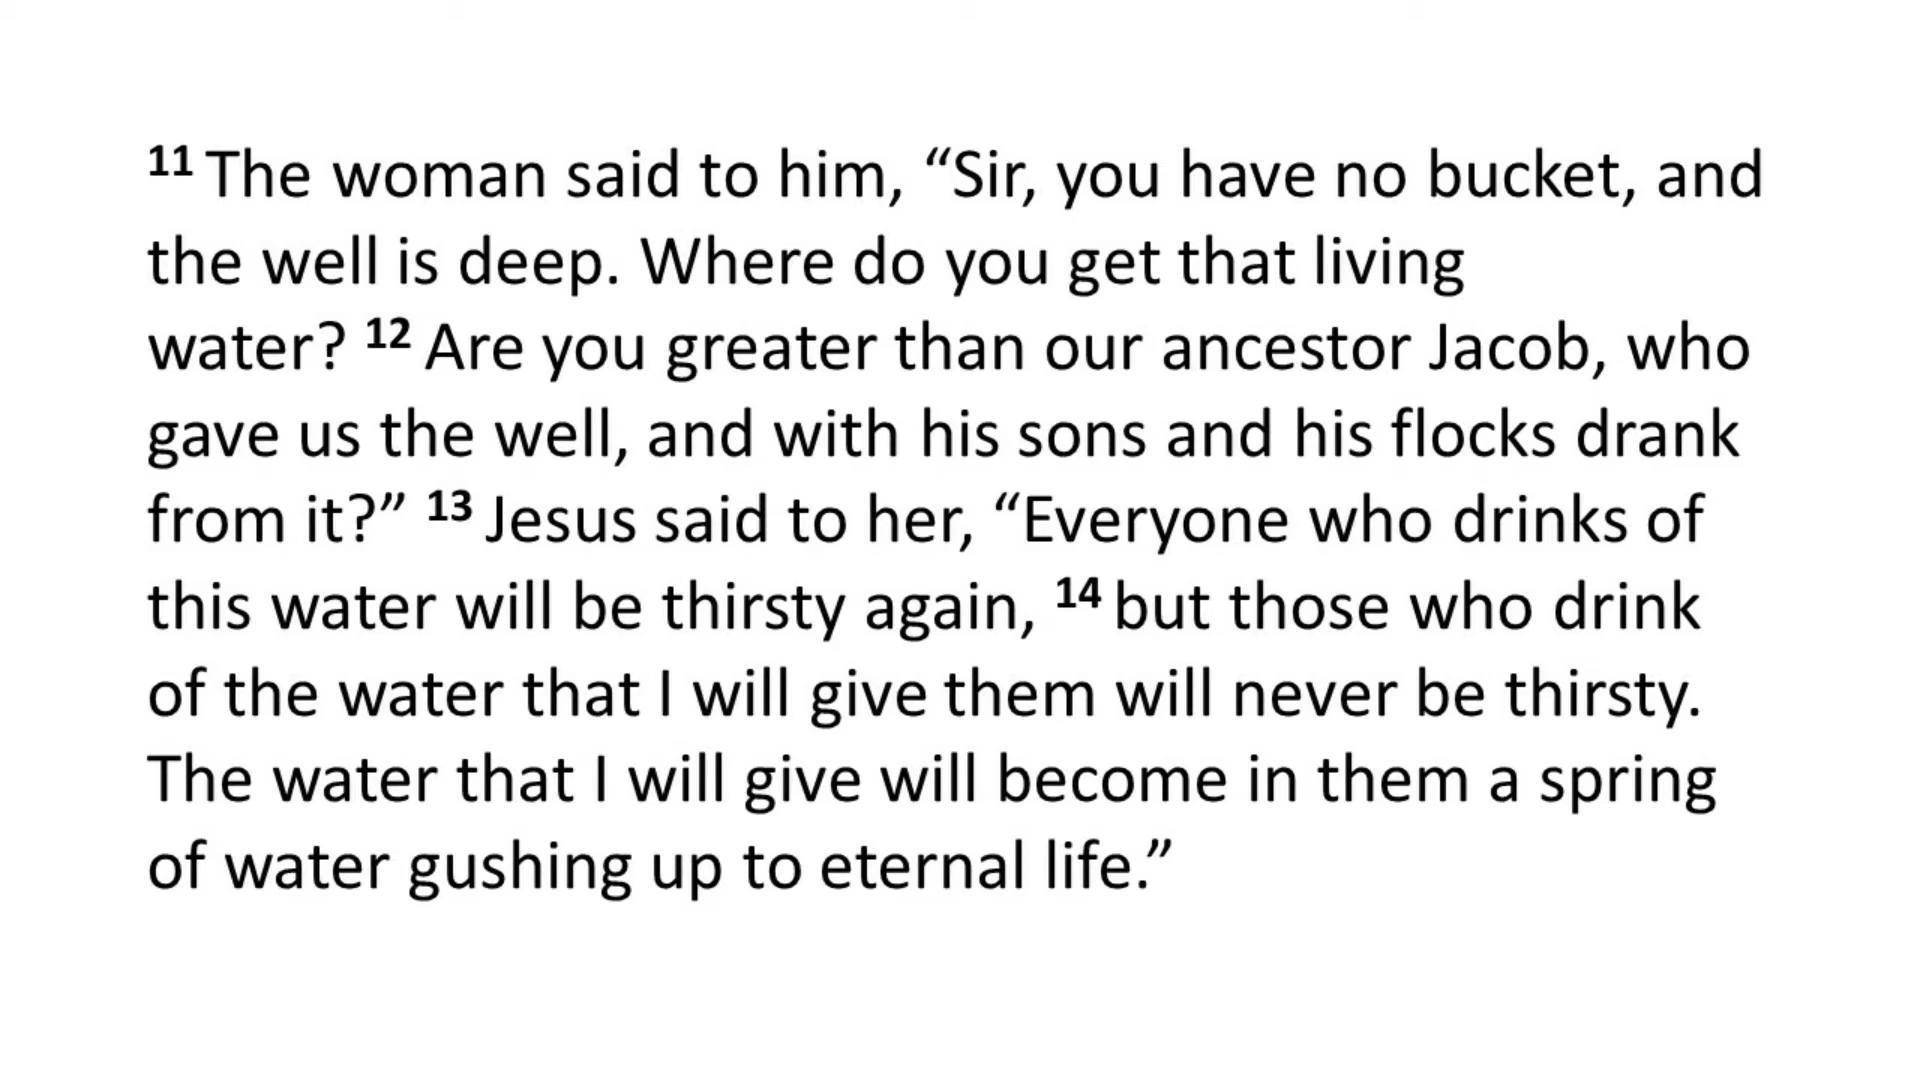 11 The woman said to him, “Sir, you have no bucket, and
the well is deep. Where do you get that living
water? 12 Are you greater than our ancestor Jacob, who
gave us the well, and with his sons and his flocks drank
from it?” 13 Jesus said to her, “Everyone who drinks of
this water will be thirsty again, 14 but those who drink
of the water that I will give them will never be thirsty.
The water that I will give will become in them a spring
of water gushing up to eternal life.”